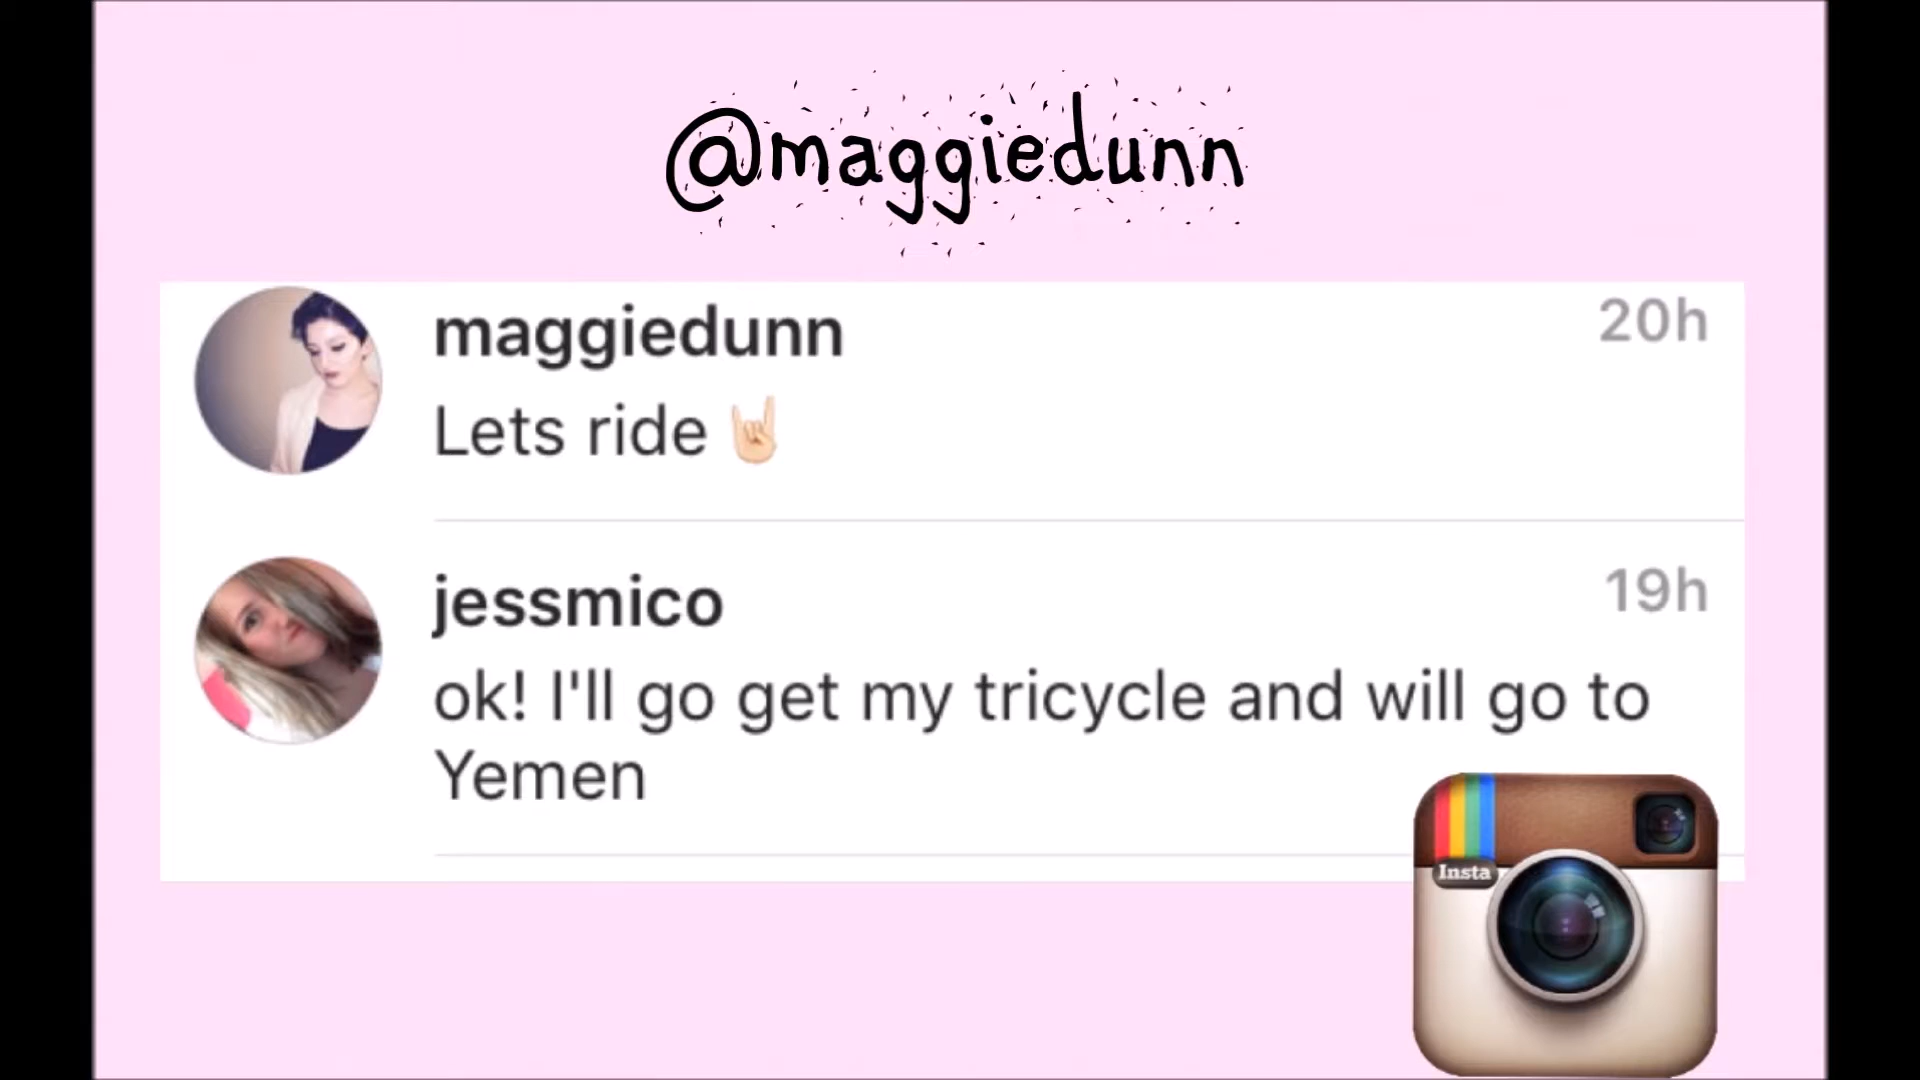 @maggiedunn
maggiedunn 20h
Lets ride 🤘🏻
jessmico 19h
ok! I'll go get my tricycle and will go to
Yemen
Insta